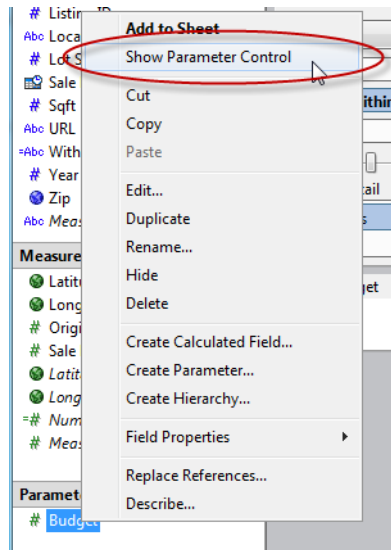 # Listin
Add to Sheet
Abc Loca
Show Parameter Control
# Lot S
Sale
Cut
# Sqft
ithin
Abc URL
Copy
=Abc With
Paste
# Year
Zip
ail
Edit...
Abc Meas
s
Duplicate
Measure
Rename...
Latitu
Hide
get
Long
Delete
# Origi
# Sale
Create Calculated Field...
Latit
Create Parameter...
Long
Create Hierarchy...
=# Num
# Meas
Field Properties
Replace References...
Paramet
Describe...
# Budget